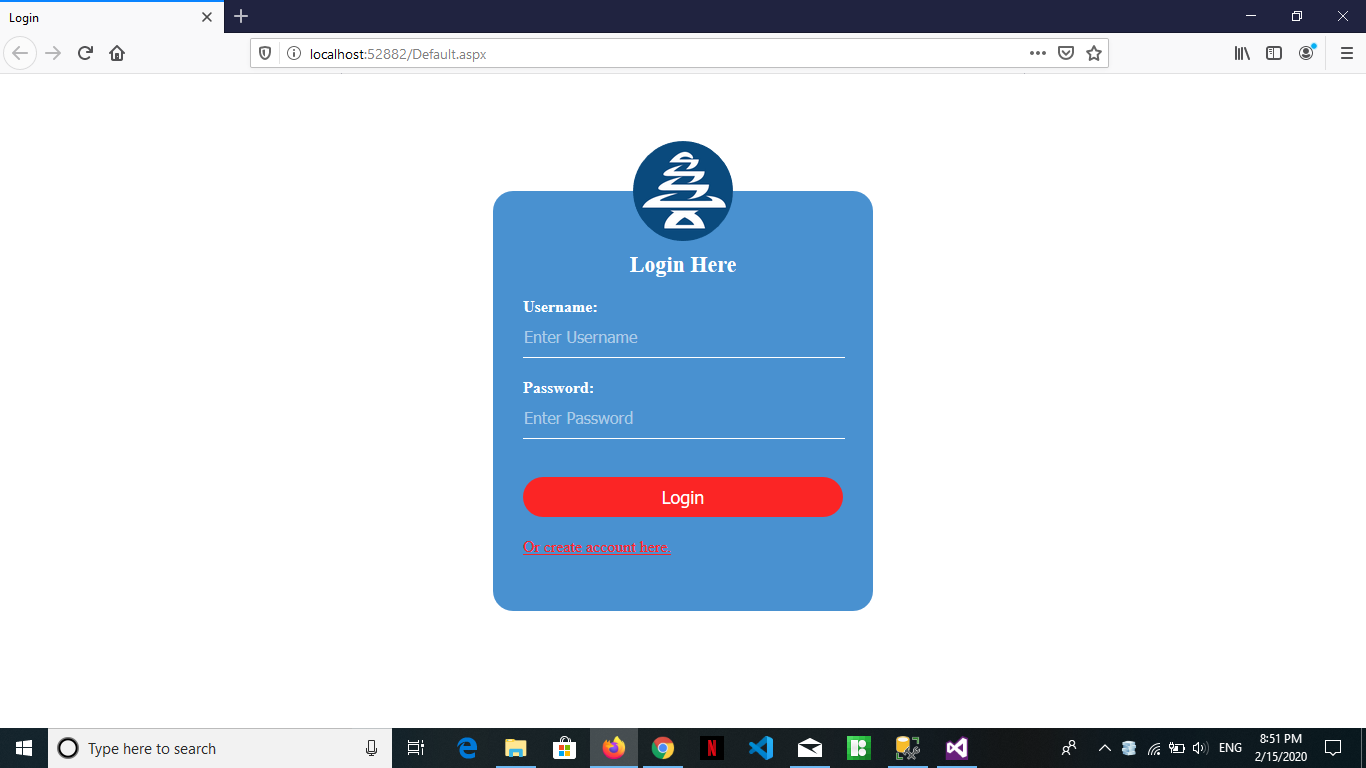 Login
localhost:52882/Default.aspx
Login Here
Username:
Enter Username
Password:
Enter Password
Login
Or create account here.
Type here to search
ENG
8:51 PM
2/15/2020